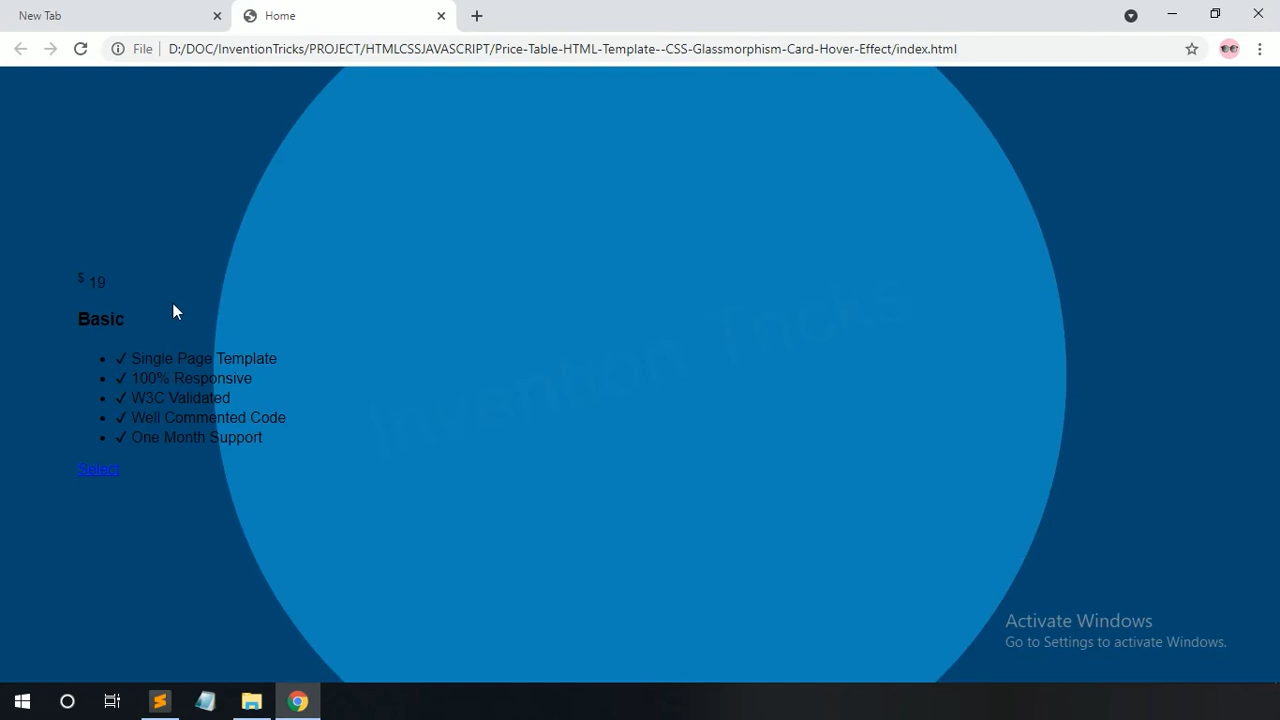 New Tab
Home
File
D:/DOC/InventionTricks/PROJECT/HTMLCSSJAVASCRIPT/Price-Table-HTML-Template--CSS-Glassmorphism-Card-Hover-Effect/index.html
$ 19
Basic
✓ Single Page Template
✓ 100% Responsive
✓ W3C Validated
✓ Well Commented Code
✓ One Month Support
Select
Invention Tricks
Activate Windows
Go to Settings to activate Windows.